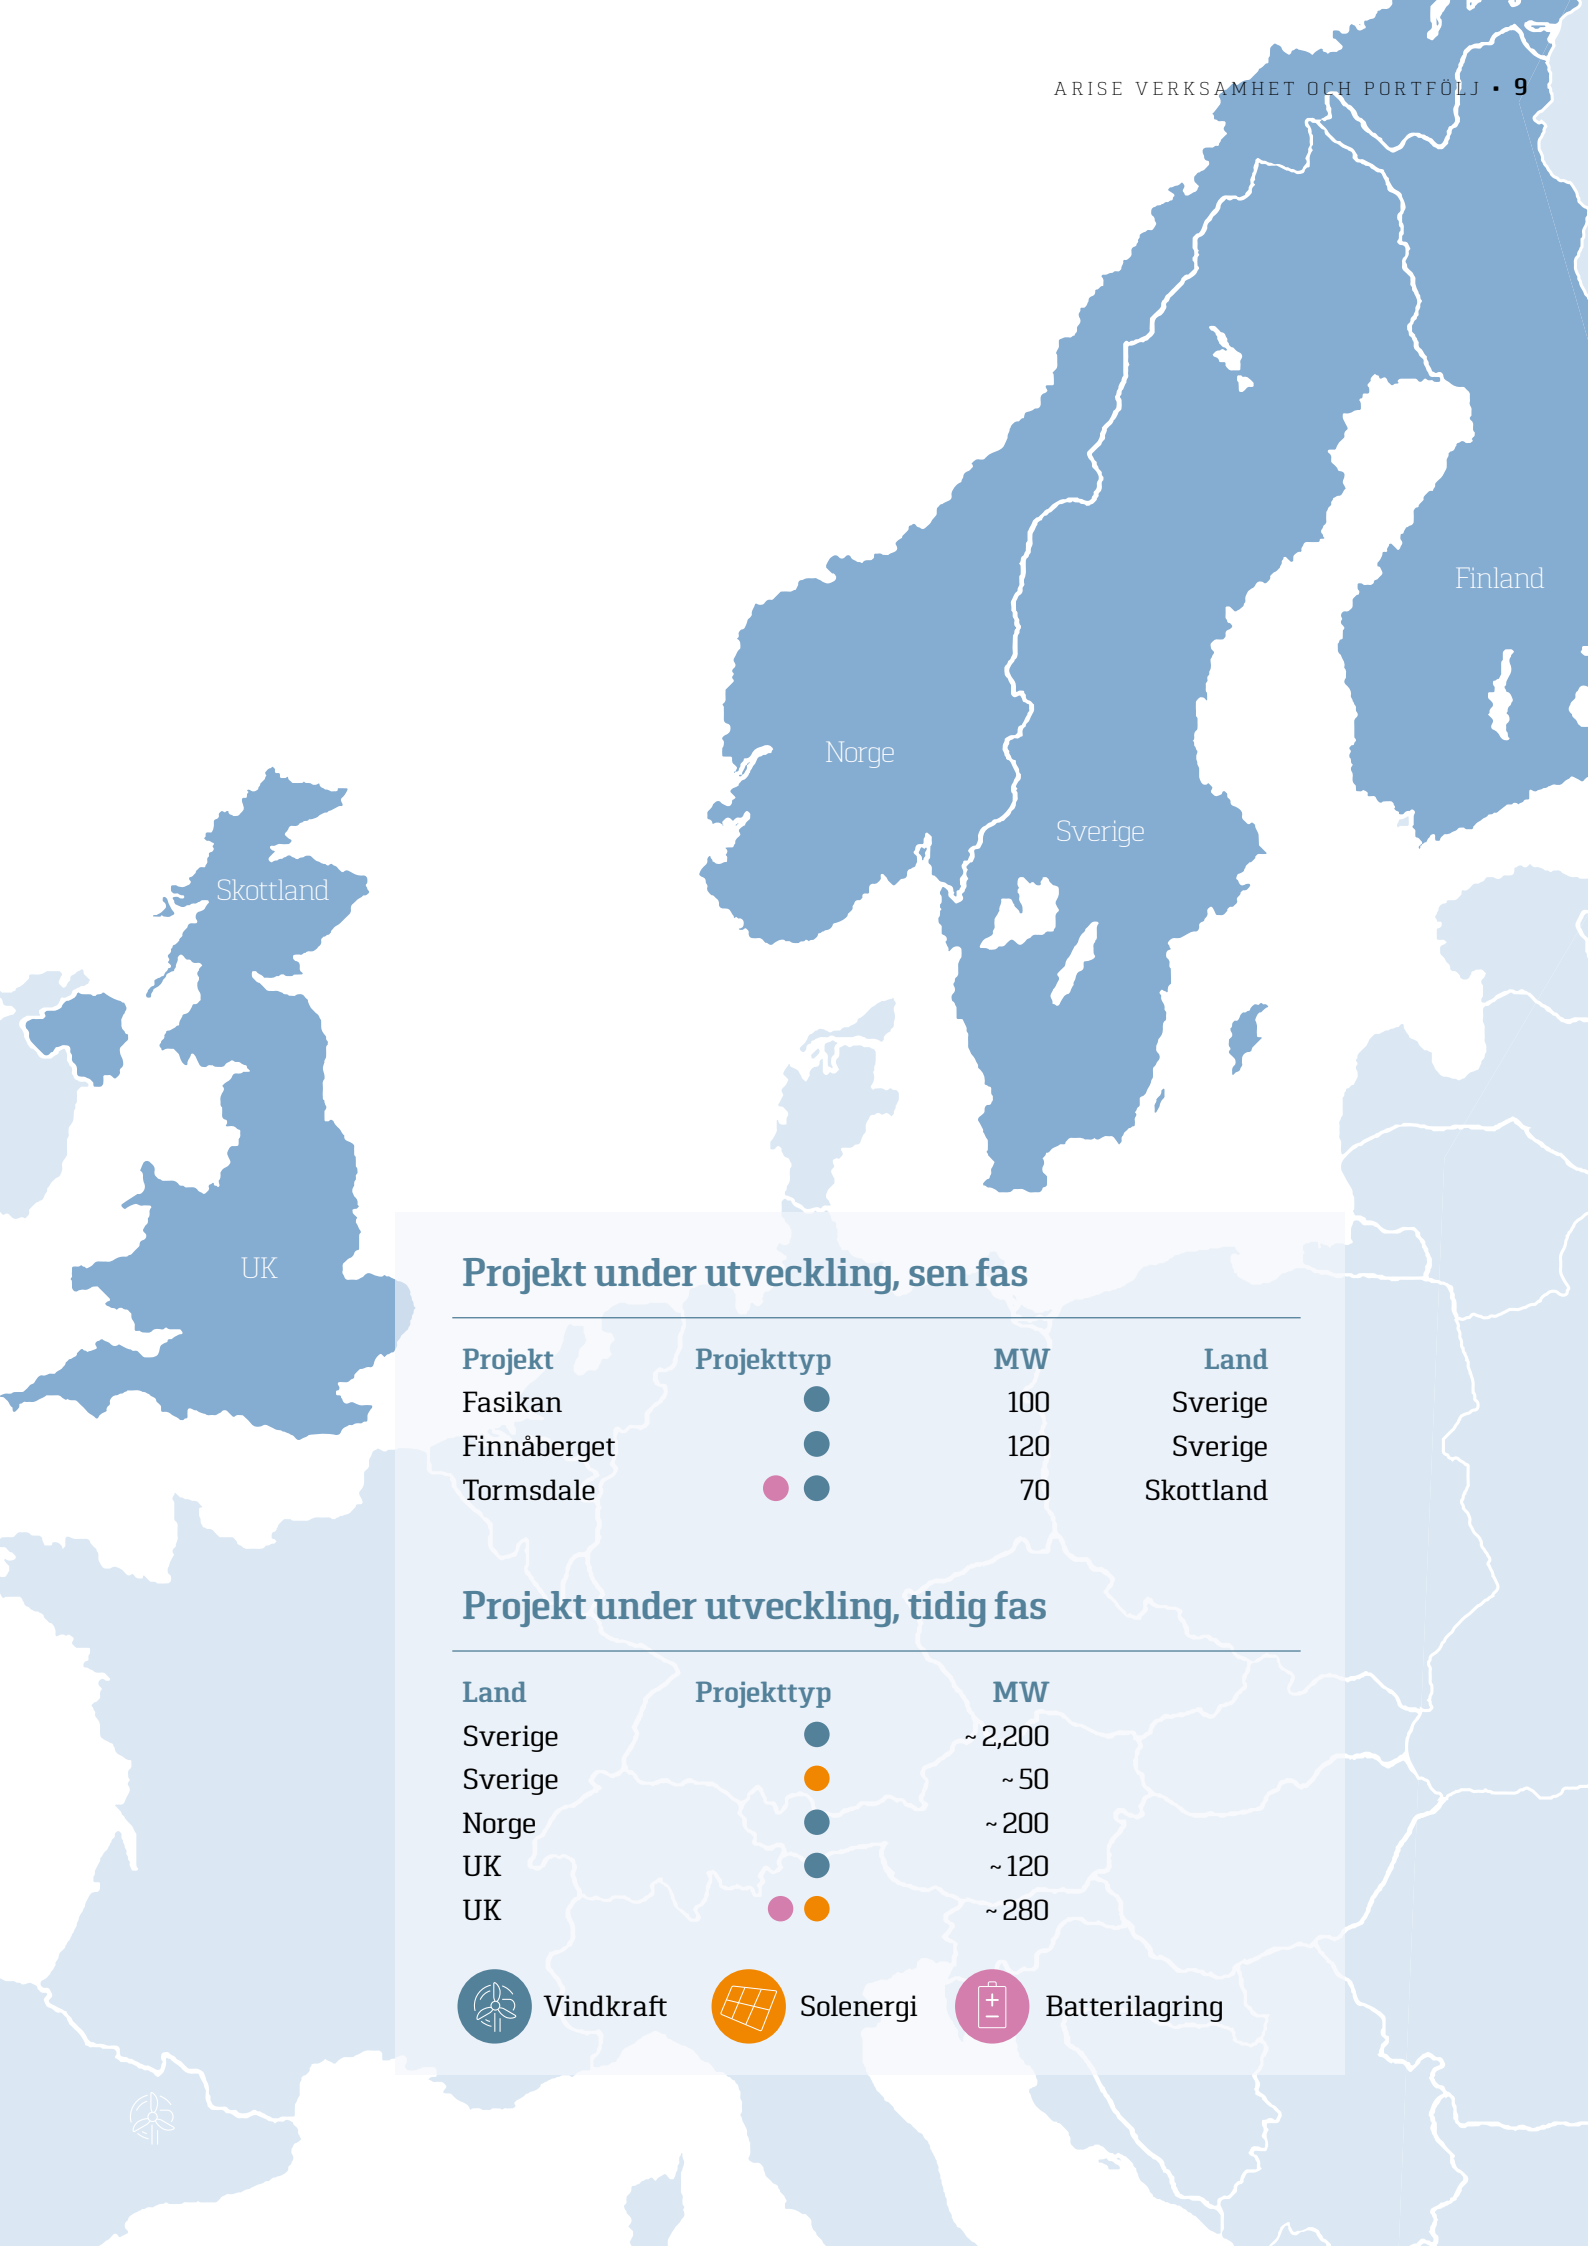 ARISE VERKSAMHET OCH PORTFÖLJ ▪ 9
Finland
Norge
Sverige
Skottland
UK
Projekt under utveckling, sen fas
Projekt Projekttyp MW Land
Fasikan 100 Sverige
Finnåberget 120 Sverige
Tormsdale 70 Skottland
Projekt under utveckling, tidig fas
Land Projekttyp MW
Sverige ~2,200
Sverige ~50
Norge ~200
UK ~120
UK ~280
Vindkraft Solenergi Batterilagring